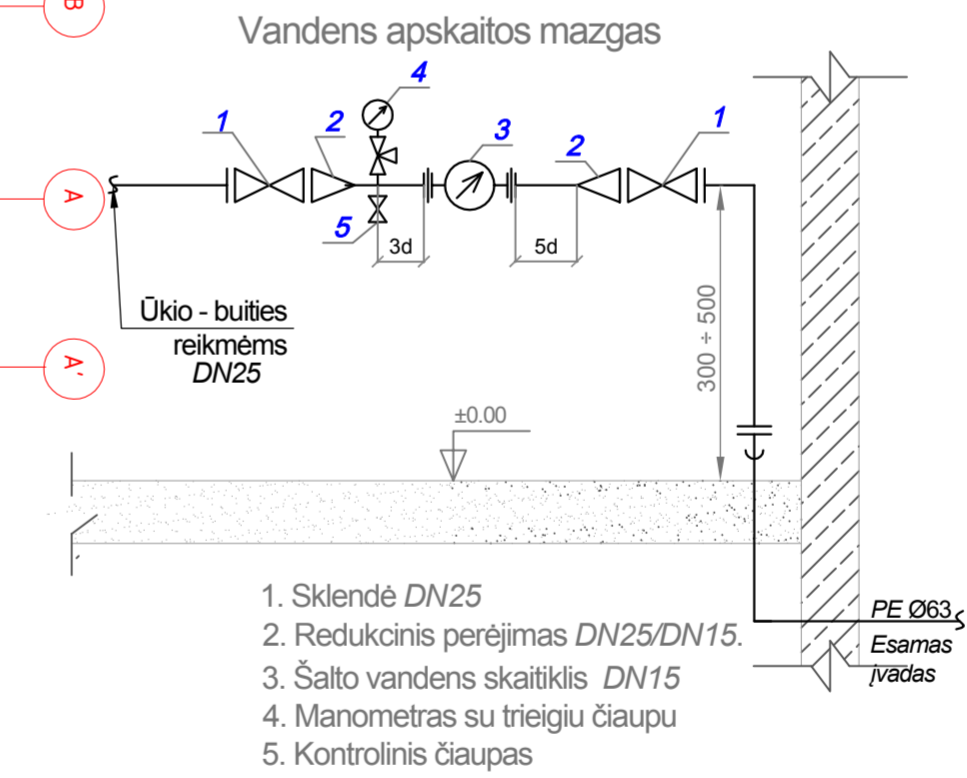 B
Vandens apskaitos mazgas
4
1
2
3
2
1
A
5
3d
5d
Ūkio - buities
reikmėms
DN25
300 ÷ 500
A'
±0.00
1. Sklendė DN25
2. Redukcinis perėjimas DN25/DN15.
3. Šalto vandens skaitiklis DN15
4. Manometras su trieigiu čiaupu
5. Kontrolinis čiaupas
PE Ø63
Esamas
įvadas